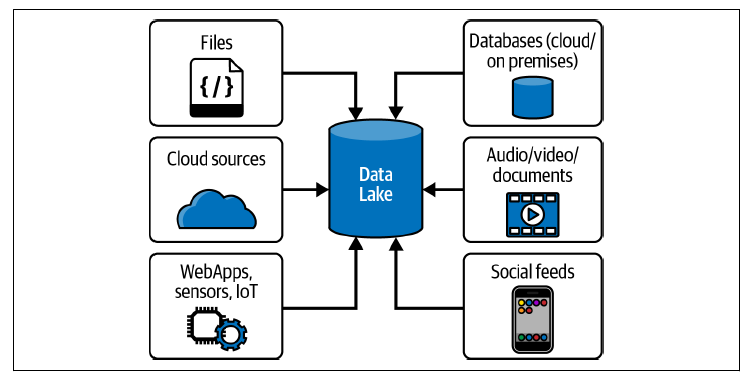 Files
{/}
Databases (cloud/
on premises)
Cloud sources
Data
Lake
Audio/video/
documents
WebApps,
sensors, IoT
Social feeds